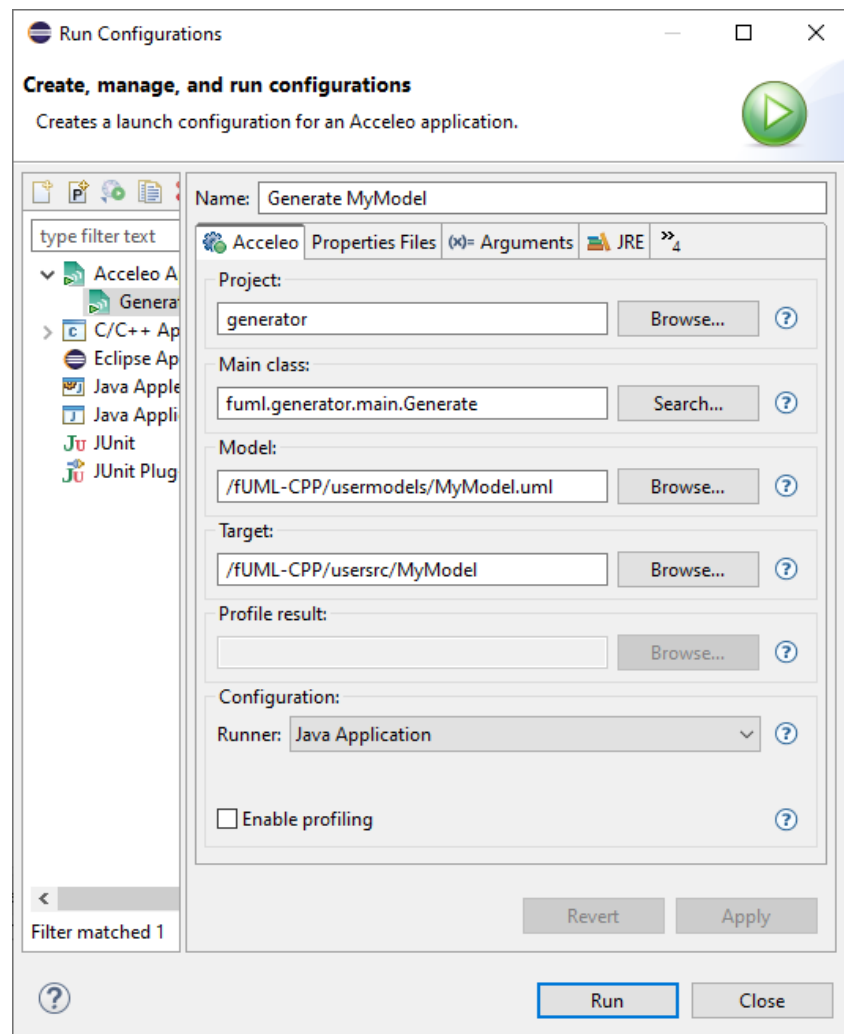 Run Configurations
Create, manage, and run configurations
Creates a launch configuration for an Acceleo application.
Name: Generate MyModel
type filter text
Acceleo A
Generat
C/C++ Ap
Eclipse Ap
Java Apple
Java Appli
JUnit
JUnit Plug
Filter matched 1
Acceleo Properties Files (x)= Arguments JRE »4
Project:
generator Browse...
Main class:
fuml.generator.main.Generate Search...
Model:
/fUML-CPP/usermodels/MyModel.uml Browse...
Target:
/fUML-CPP/usersrc/MyModel Browse...
Profile result:
Browse...
Configuration:
Runner: Java Application
Enable profiling
Revert Apply
Run Close